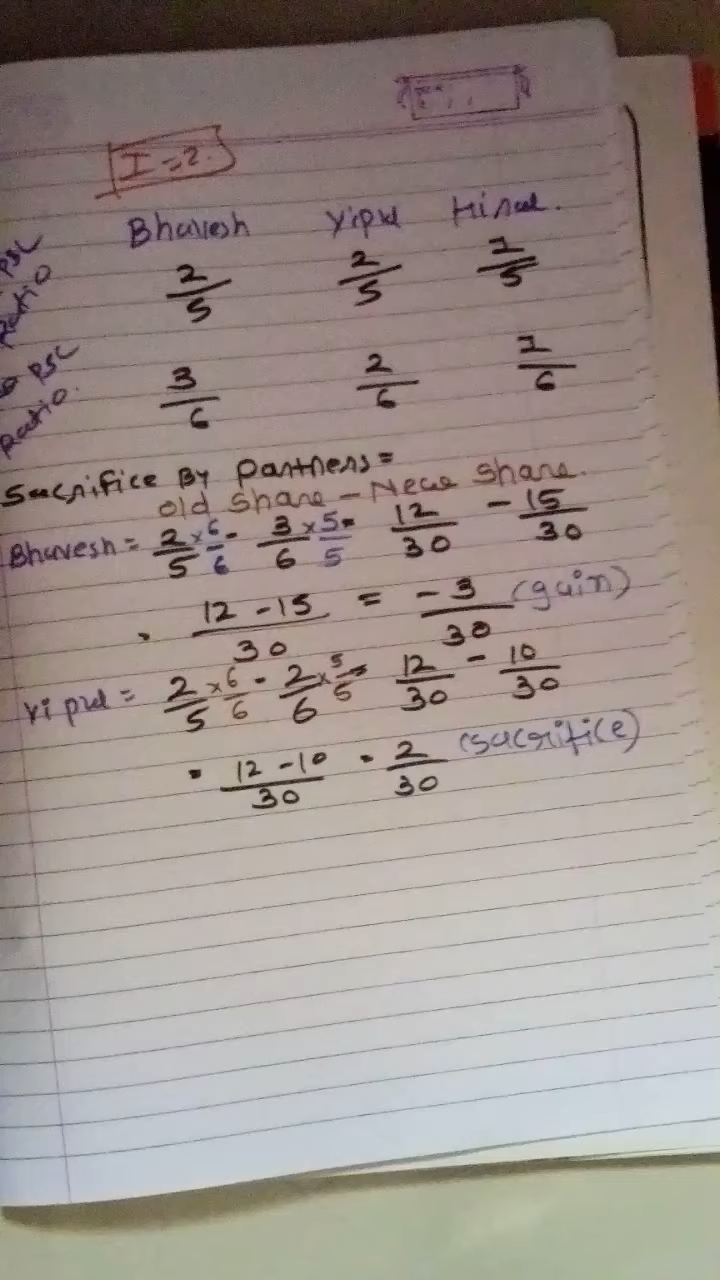 I = 2.
Bhavesh Vipul Hinal.
PSR Ratio 2/5 2/5 1/5
PSR Ratio. 3/6 2/6 1/6
Sacrifice By Partners =
Old Share - New Share.
Bhavesh = 2/5 × 6/6 - 3/6 × 5/5 = 12/30 - 15/30
= 12 - 15/30 = - 3/30 (gain)
Vipul = 2/5 × 6/6 - 2/6 × 5/5 = 12/30 - 10/30
= 12 - 10/30 = 2/30 (sacrifice)